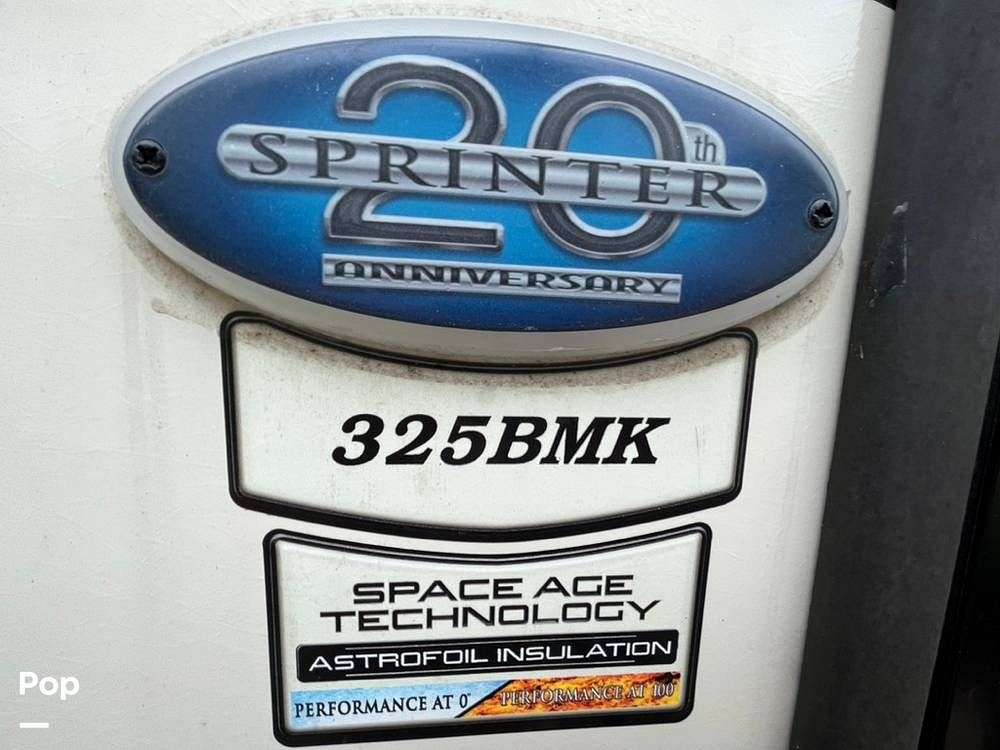 20th
SPRINTER
ANNIVERSARY
325BMK
SPACE AGE
TECHNOLOGY
ASTROFOIL INSULATION
PERFORMANCE AT 0° PERFORMANCE AT 100°
Pop